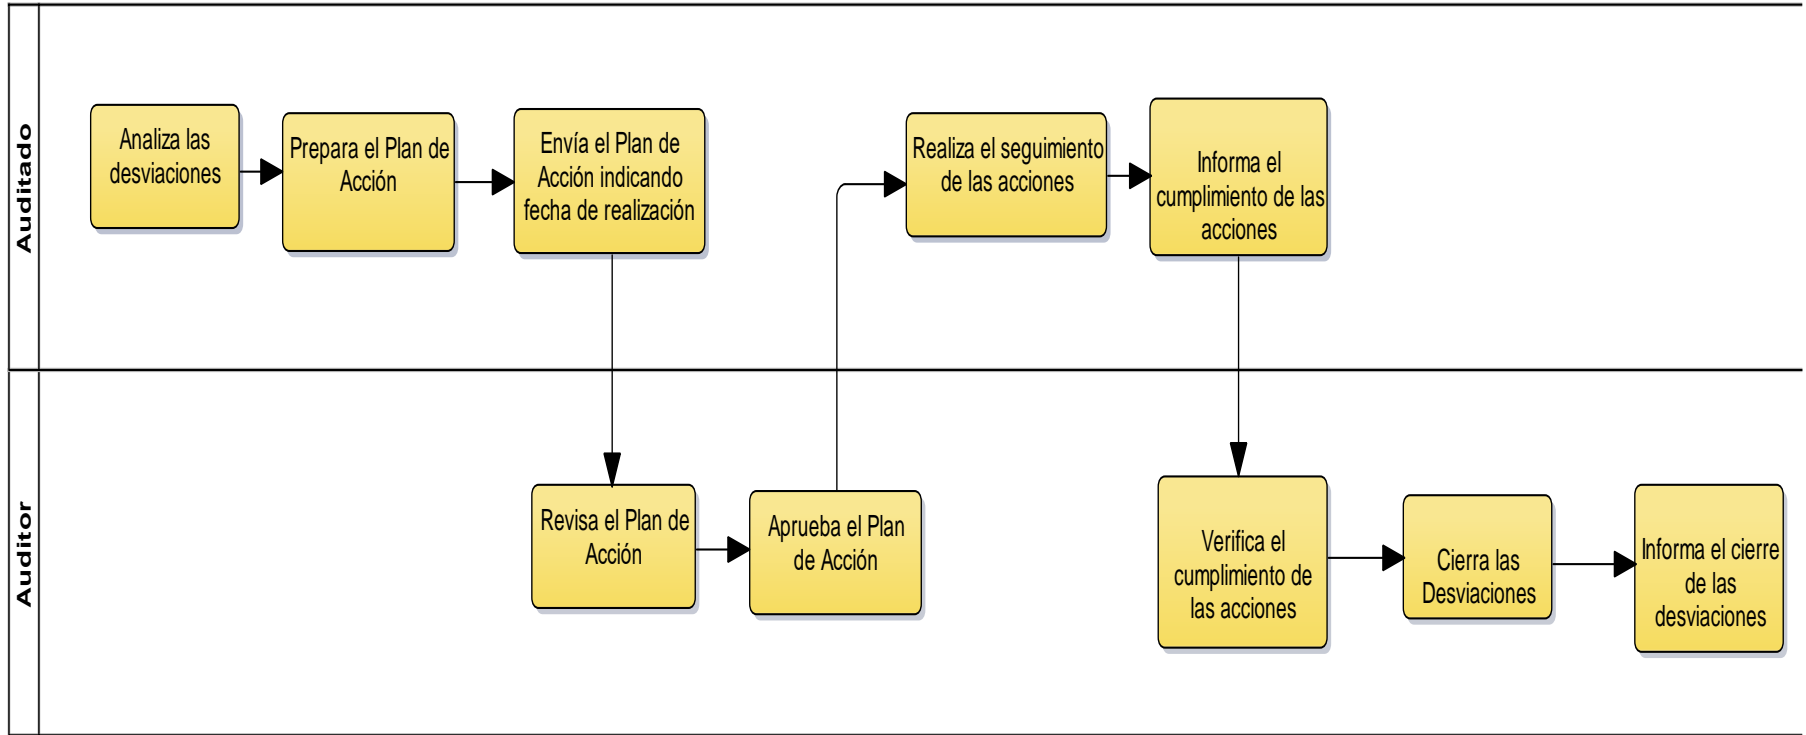 Auditado
Analiza las
desviaciones
Prepara el Plan de
Acción
Envía el Plan de
Acción indicando
fecha de realización
Realiza el seguimiento
de las acciones
Informa el
cumplimiento de las
acciones
Auditor
Revisa el Plan de
Acción
Aprueba el Plan
de Acción
Verifica el
cumplimiento de
las acciones
Cierra las
Desviaciones
Informa el cierre
de las
desviaciones